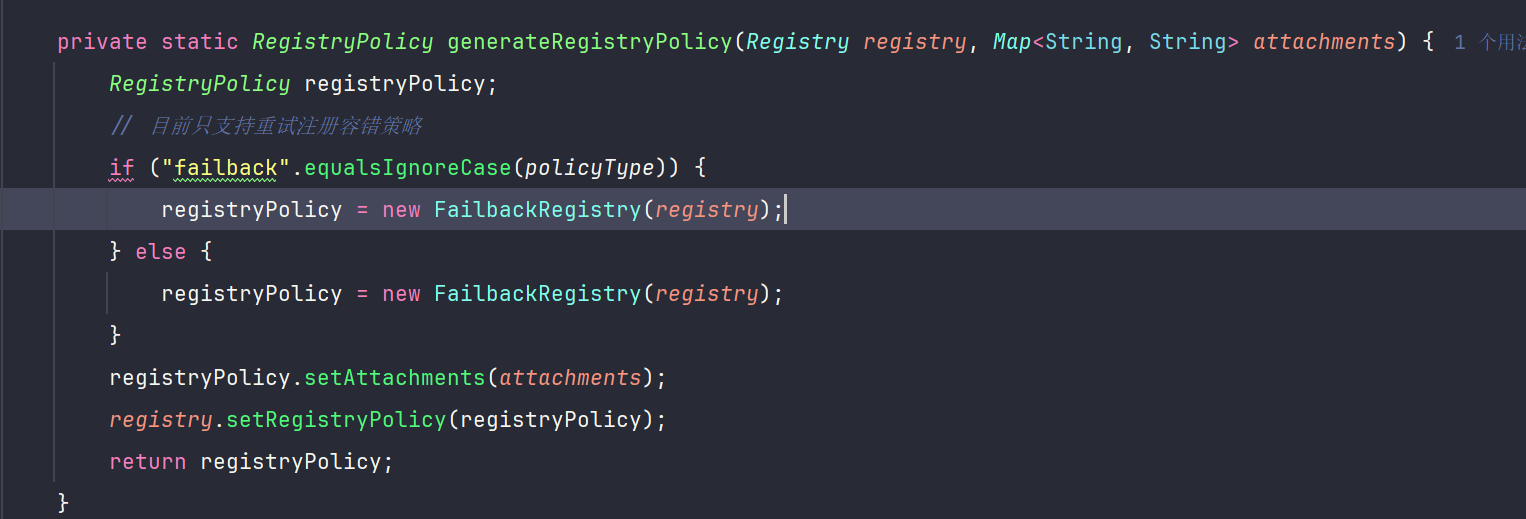 private static RegistryPolicy generateRegistryPolicy(Registry registry, Map<String, String> attachments) { 1 个用法
RegistryPolicy registryPolicy;
// 目前只支持重试注册容错策略
if ("failback".equalsIgnoreCase(policyType)) {
registryPolicy = new FailbackRegistry(registry);
} else {
registryPolicy = new FailbackRegistry(registry);
}
registryPolicy.setAttachments(attachments);
registry.setRegistryPolicy(registryPolicy);
return registryPolicy;
}